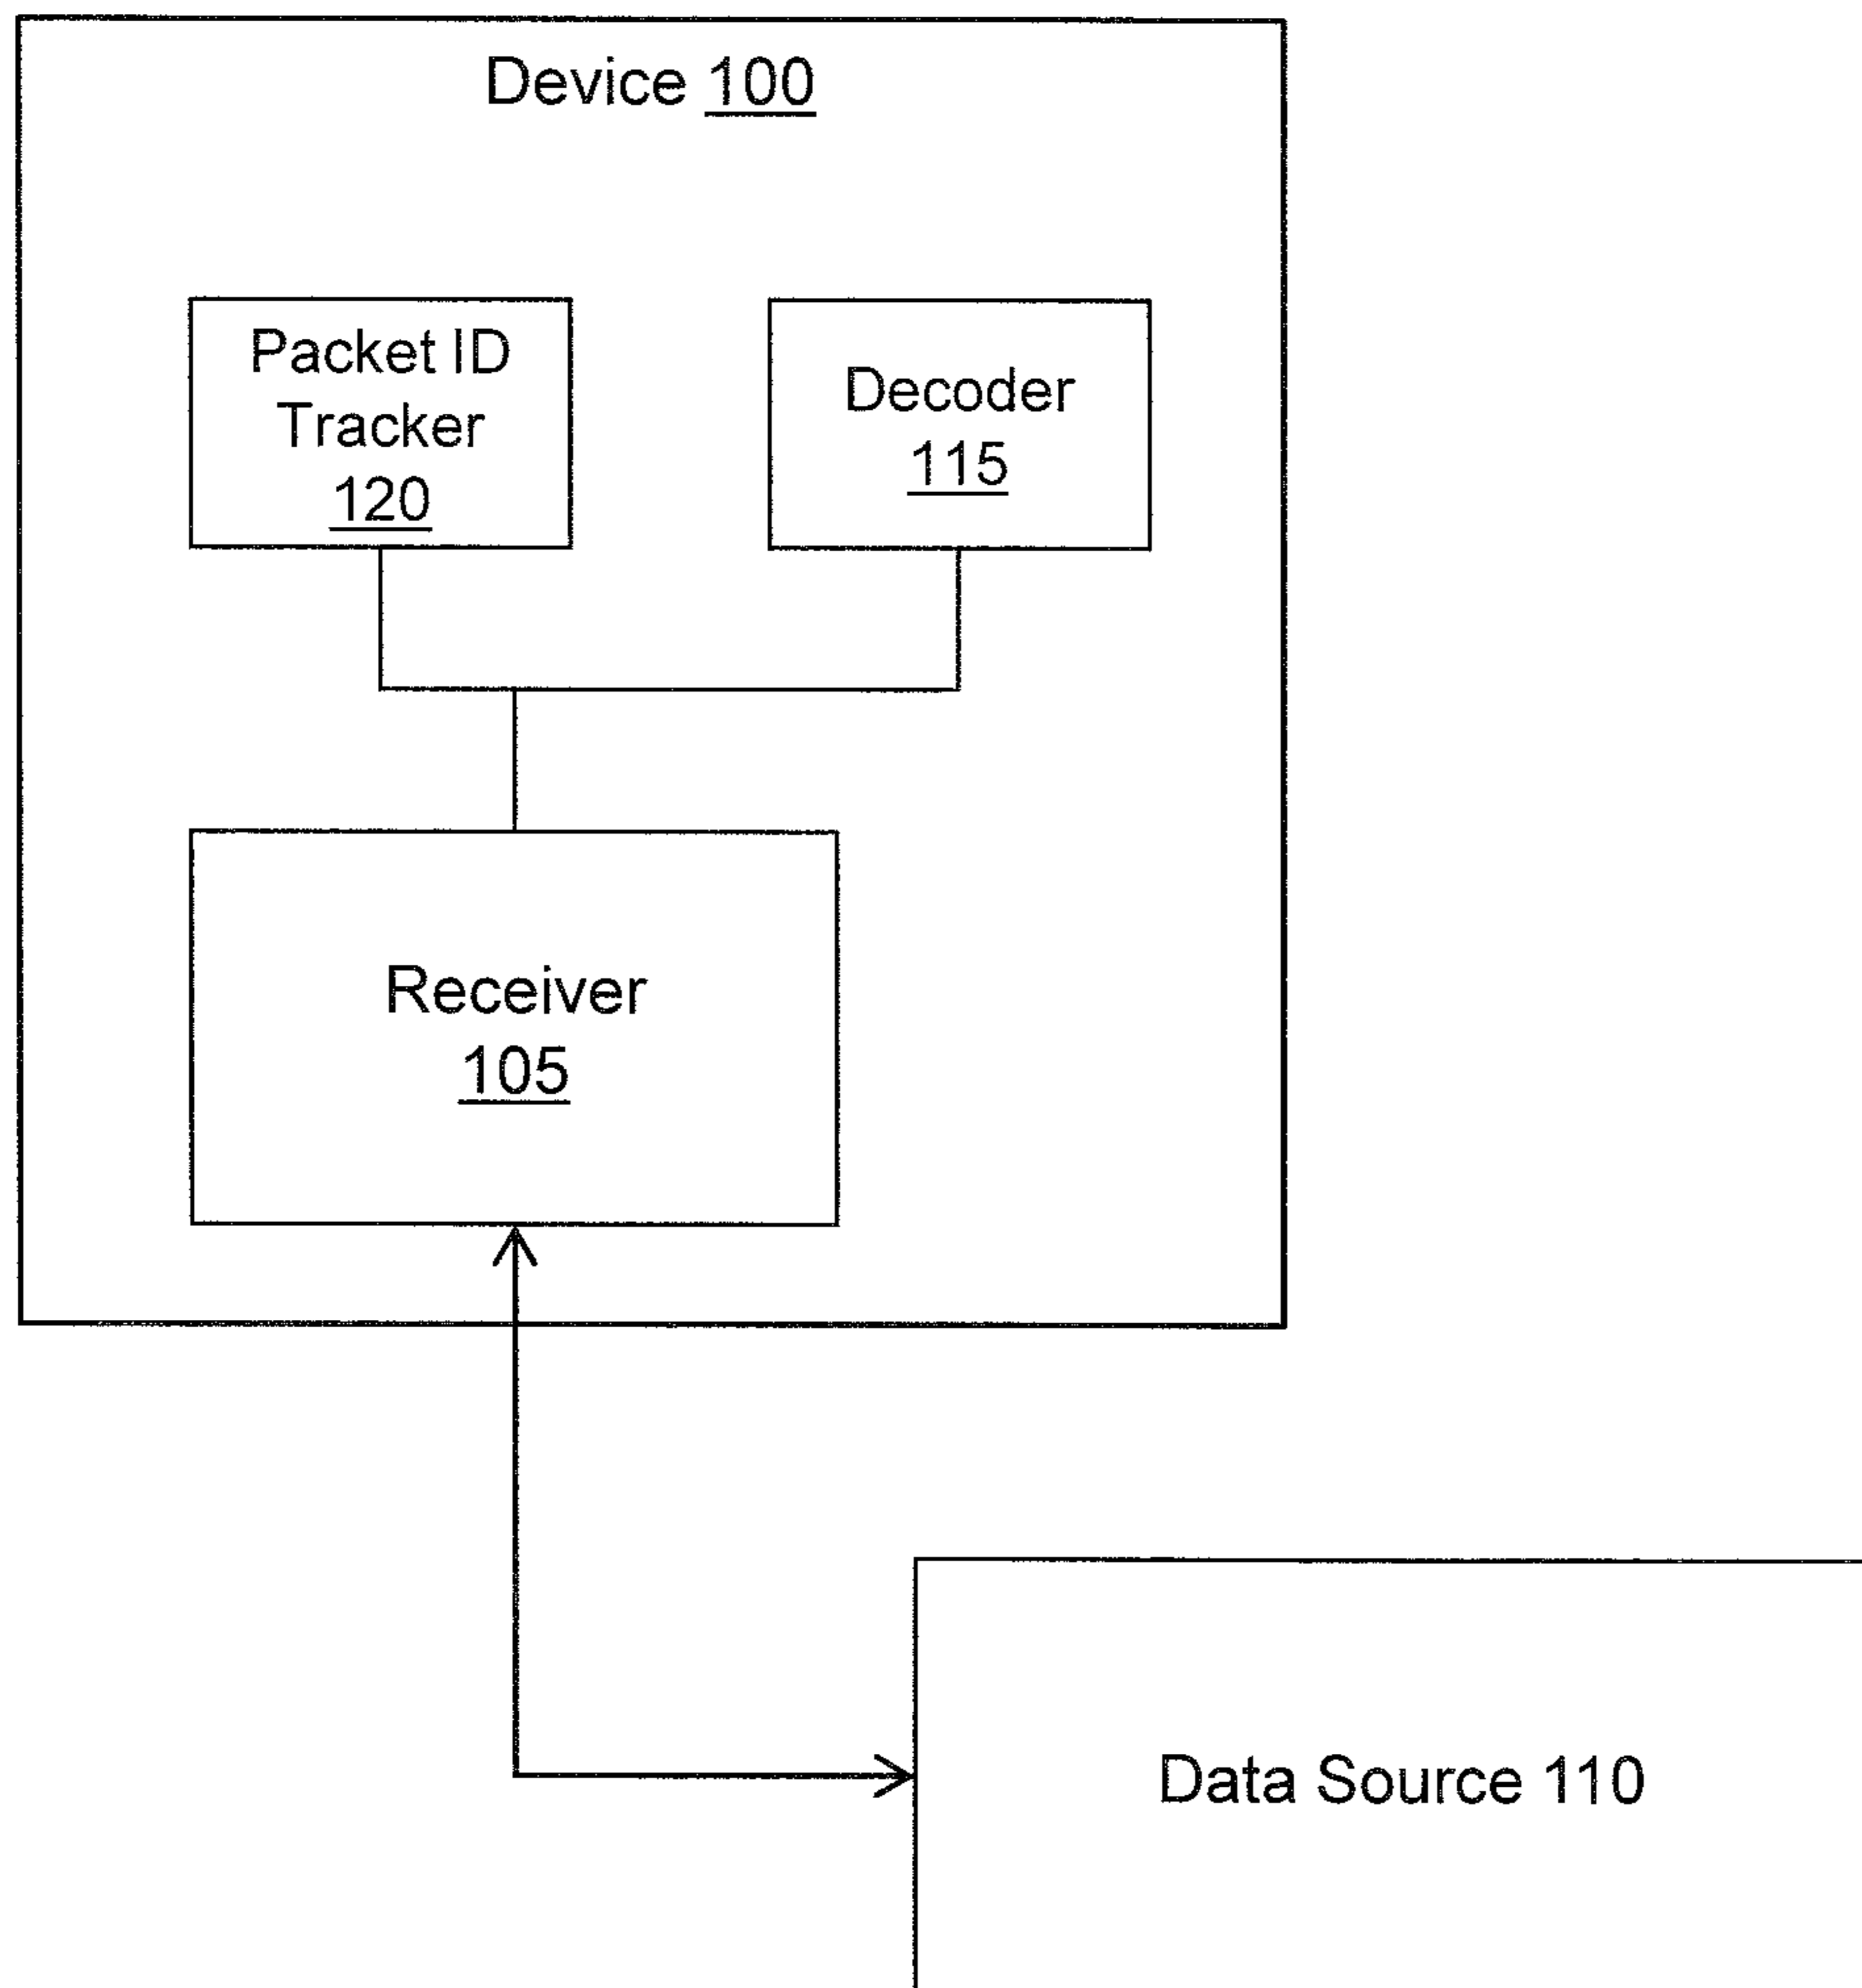 Device 100
Packet ID
Tracker
120
Decoder
115
Receiver
105
Data Source 110